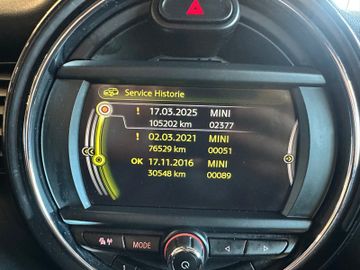 Service Historie
! 17.03.2025 MINI
105202 km 02377
! 02.03.2021 MINI
76529 km 00051
OK 17.11.2016 MINI
30548 km 00089
MODE